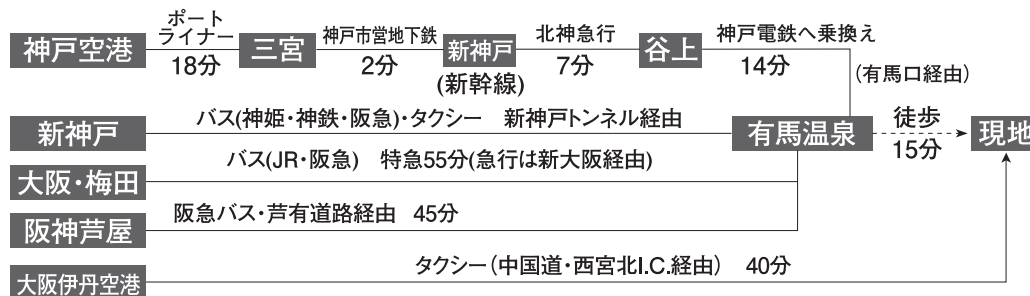 ポート
ライナー
神戸空港
18分
三宮
神戸市営地下鉄
2分
新神戸
(新幹線)
北神急行
7分
谷上
神戸電鉄へ乗換え
14分
(有馬口経由)
新神戸
バス(神姫・神鉄・阪急)・タクシー 新神戸トンネル経由
有馬温泉
徒歩
15分
現地
バス(JR・阪急) 特急55分(急行は新大阪経由)
大阪・梅田
阪急バス・芦有道路経由 45分
阪神芦屋
タクシー(中国道・西宮北I.C.経由) 40分
大阪伊丹空港